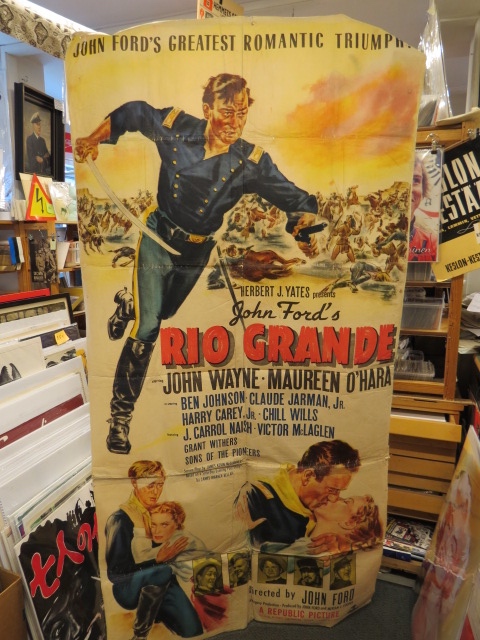 JOHN FORD'S GREATEST ROMANTIC TRIUMPH
HERBERT J. YATES presents
John Ford's
RIO GRANDE
JOHN WAYNE · MAUREEN O'HARA
BEN JOHNSON · CLAUDE JARMAN, JR.
HARRY CAREY, JR. · CHILL WILLS
J. CARROL NAISH · VICTOR McLAGLEN
GRANT WITHERS
SONS OF THE PIONEERS
Directed by JOHN FORD
A REPUBLIC PICTURE
KESLON-KES